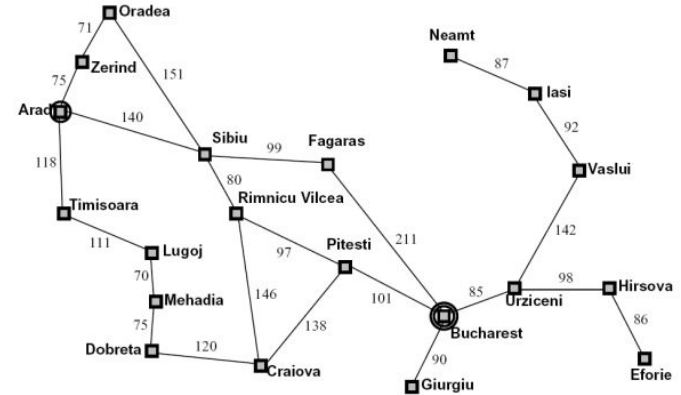 Oradea
71
Neamt
87
Zerind
151
75
Iasi
Arad
140
92
Sibiu
Fagaras
99
118
80
Vaslui
Timisoara
Rimnicu Vilcea
111
97
Pitesti
211
142
Lugoj
70
146
101
85
98
Hirsova
Mehadia
Urziceni
75
138
86
120
Bucharest
Dobreta
90
Craiova
Giurgiu
Eforie